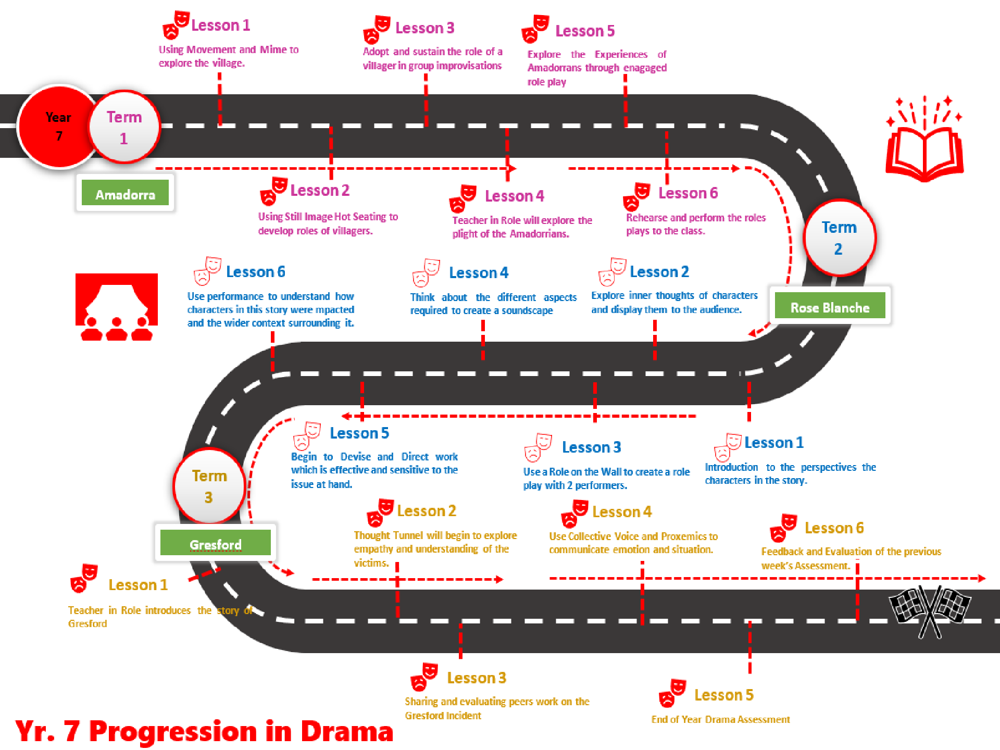 Year
7
Term
1
Amadorra
Lesson 1
Using Movement and Mime to
explore the village.
Lesson 2
Using Still Image Hot Seating to
develop roles of villagers.
Lesson 3
Adopt and sustain the role of a
villager in group improvisations
Lesson 4
Teacher in Role will explore the
plight of the Amadorrians.
Lesson 5
Explore the Experiences of
Amadorrans through enagaged
role play
Lesson 6
Rehearse and perform the roles
plays to the class.
Term
2
Rose Blanche
Lesson 1
Introduction to the perspectives the
characters in the story.
Lesson 2
Explore inner thoughts of characters
and display them to the audience.
Lesson 3
Use a Role on the Wall to create a role
play with 2 performers.
Lesson 4
Think about the different aspects
required to create a soundscape
Lesson 5
Begin to Devise and Direct work
which is effective and sensitive to the
issue at hand.
Lesson 6
Use performance to understand how
characters in this story were mpacted
and the wider context surrounding it.
Term
3
Gresford
Lesson 1
Teacher in Role introduces the story of
Gresford
Lesson 2
Thought Tunnel will begin to explore
empathy and understanding of the
victims.
Lesson 3
Sharing and evaluating peers work on the
Gresford Incident
Lesson 4
Use Collective Voice and Proxemics to
communicate emotion and situation.
Lesson 5
End of Year Drama Assessment
Lesson 6
Feedback and Evaluation of the previous
week's Assessment.
Yr. 7 Progression in Drama